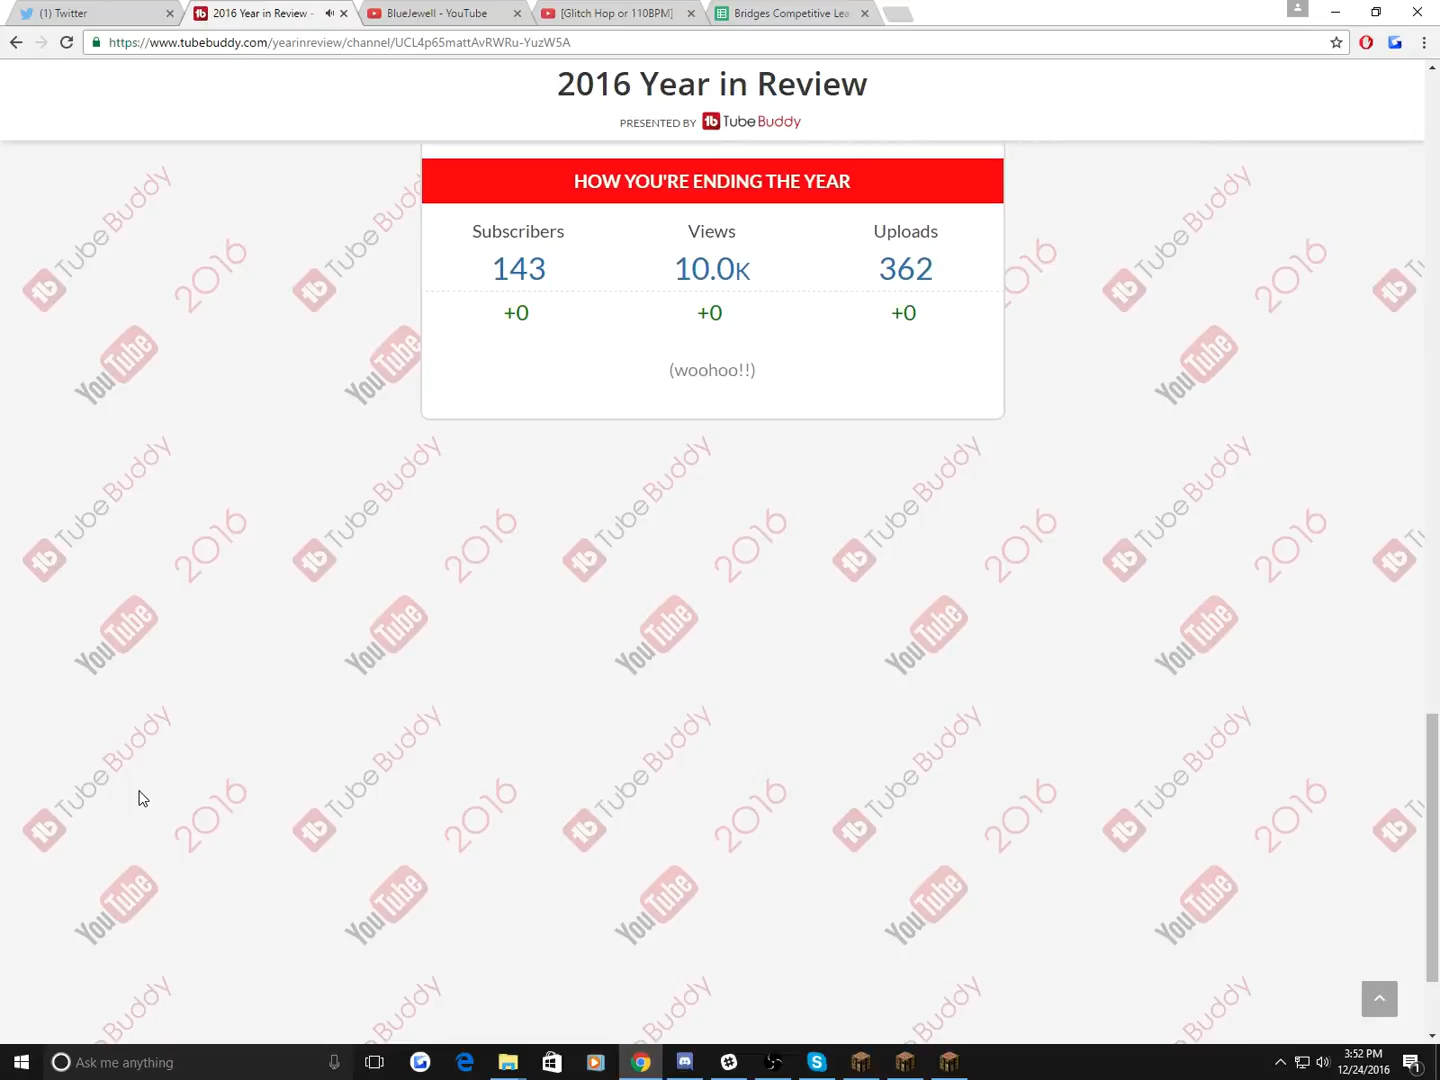 (1) Twitter
2016 Year in Review -
BlueJewell - YouTube
[Glitch Hop or 110BPM]
Bridges Competitive Lea
https://www.tubebuddy.com/yearinreview/channel/UCL4p65mattAvRWRu-YuzW5A
2016 Year in Review
PRESENTED BY TubeBuddy
HOW YOU'RE ENDING THE YEAR
Subscribers Views Uploads
143 10.0K 362
+0 +0 +0
(woohoo!!)
TubeBuddy
2016
YouTube
Ask me anything
3:52 PM
12/24/2016